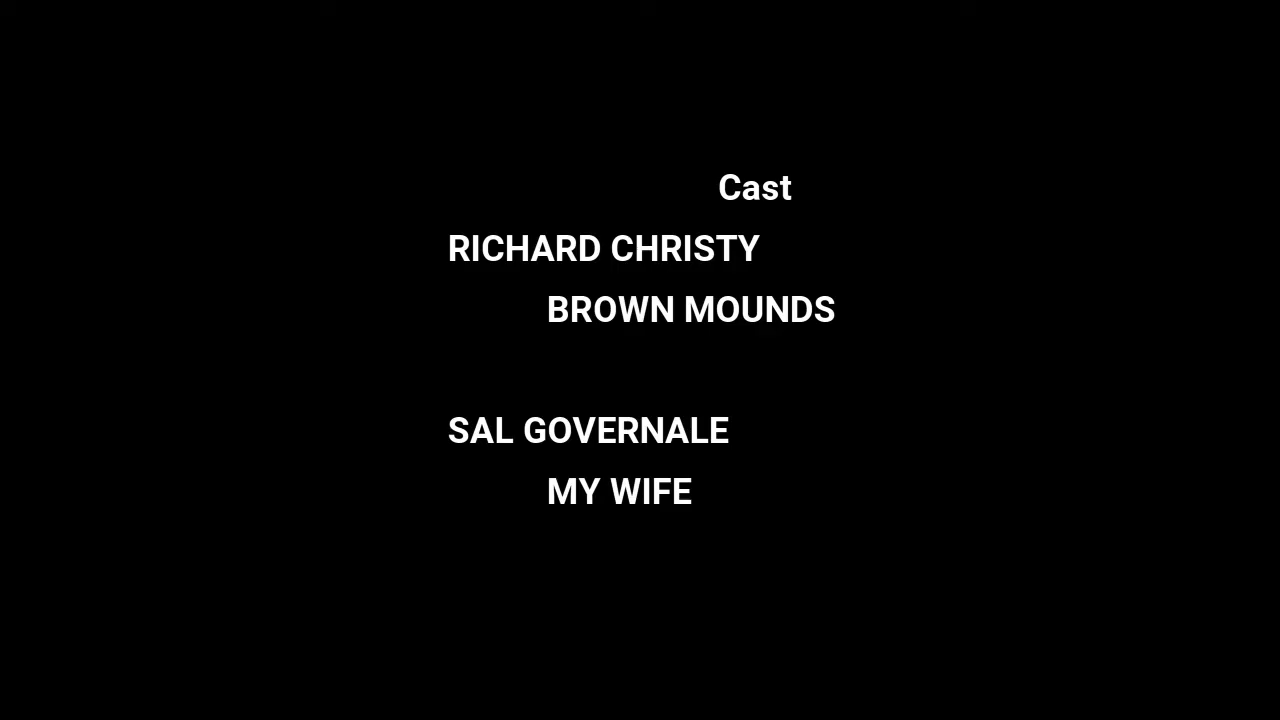 Cast
RICHARD CHRISTY
BROWN MOUNDS
SAL GOVERNALE
MY WIFE